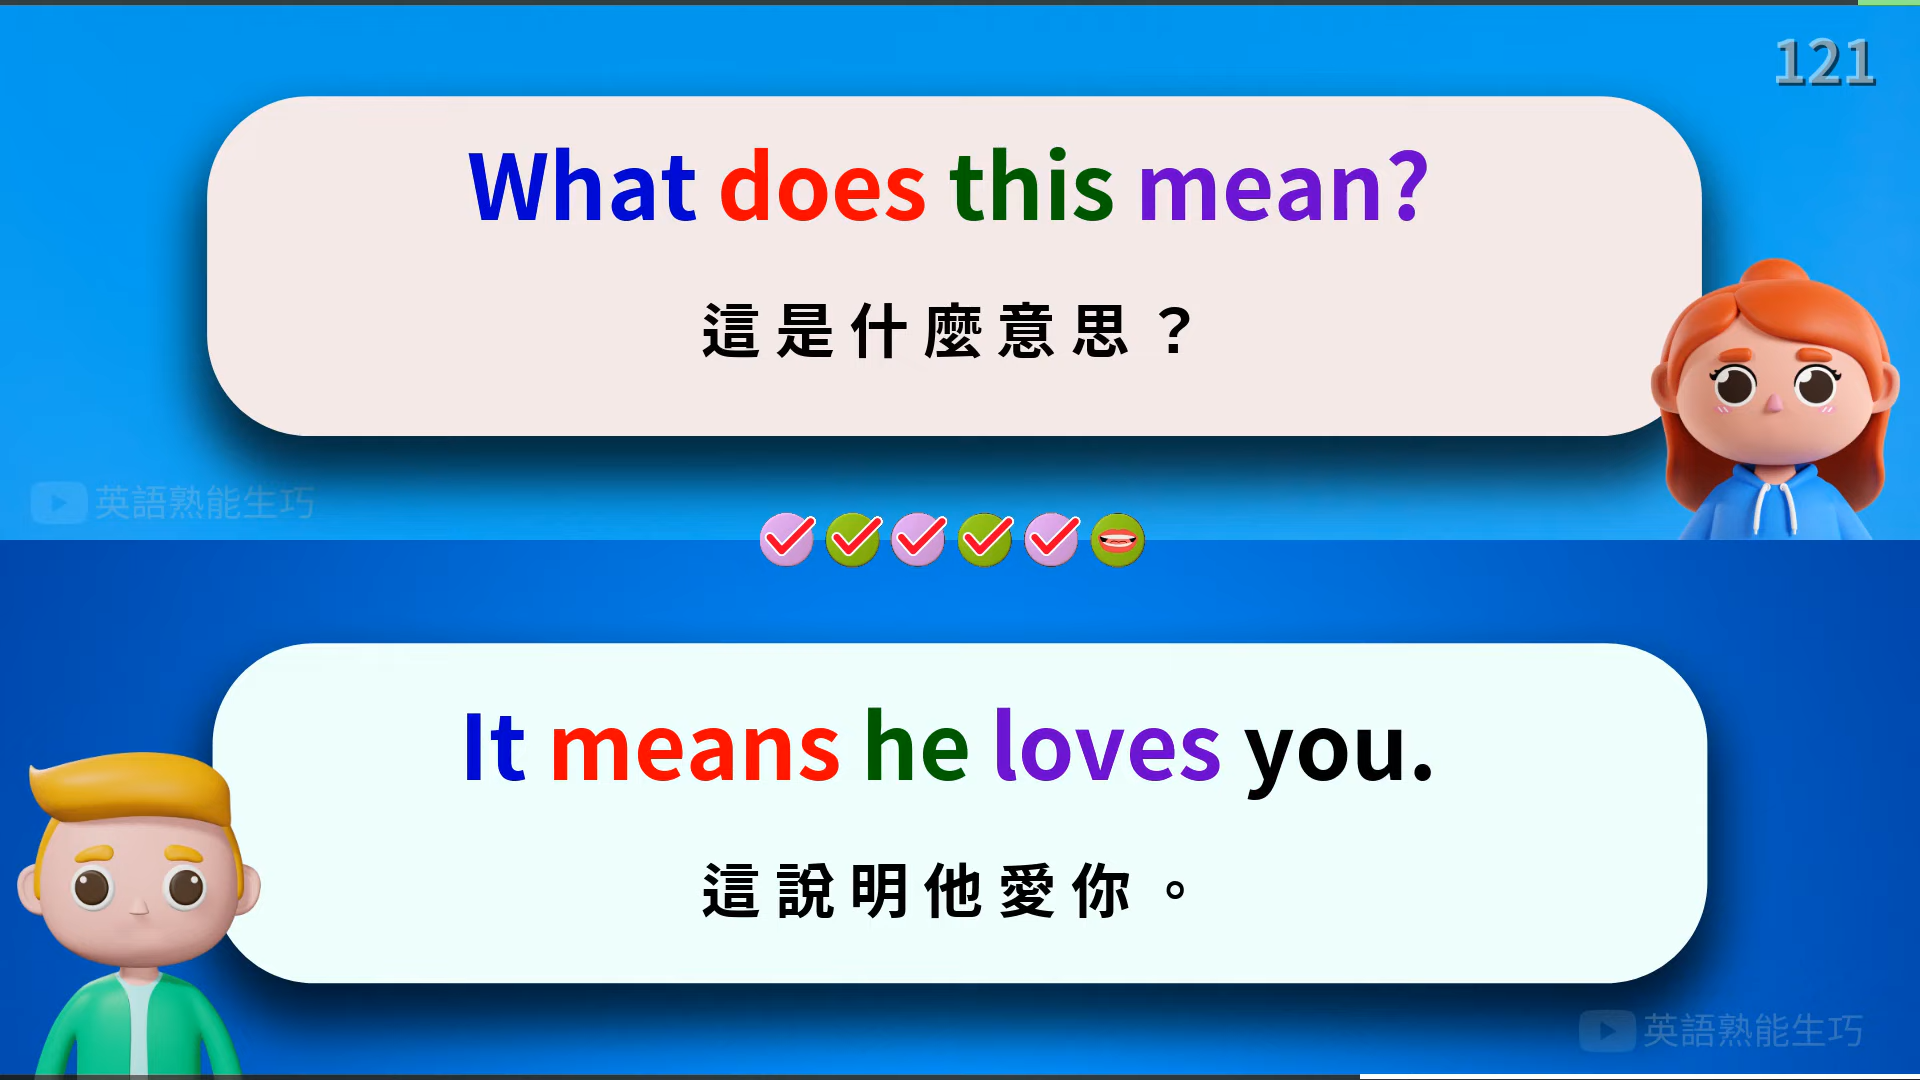 121
What does this mean?
這是什麼意思？
英語熟能生巧
It means he loves you.
這說明他愛你。
英語熟能生巧